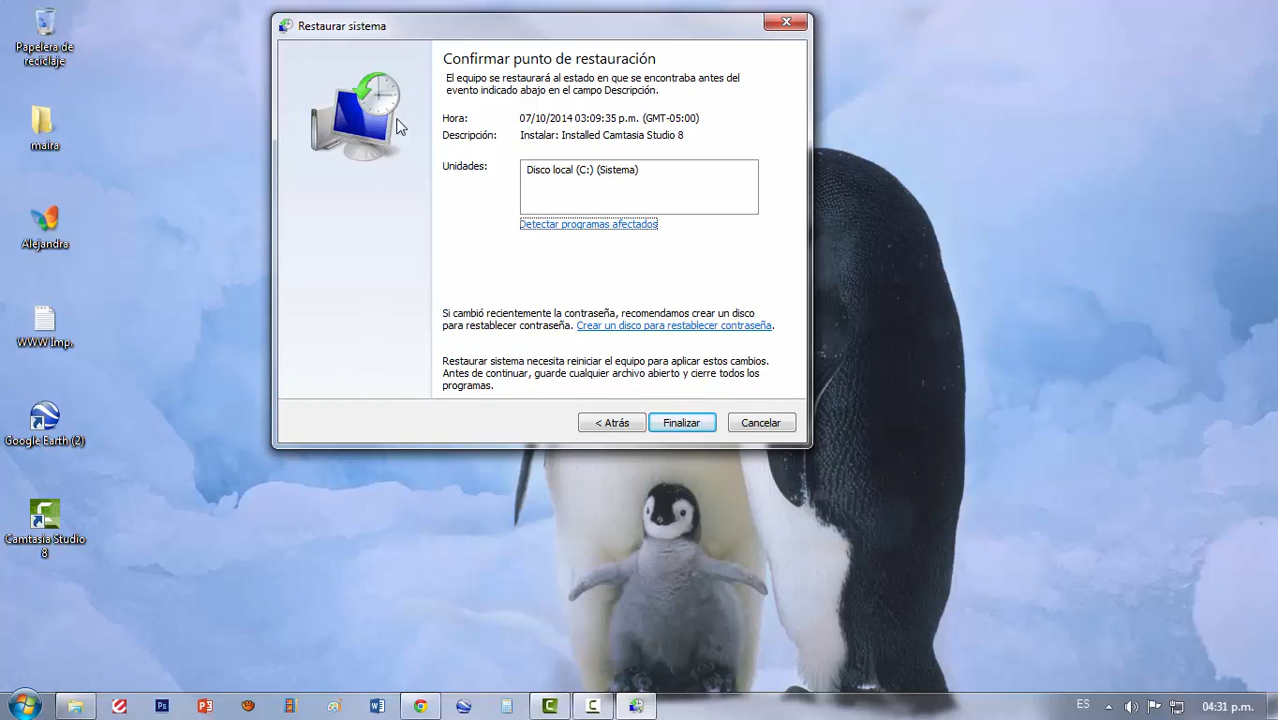 Papelera de
reciclaje
maira
Alejandra
WWW Imp.
Google Earth (2)
Camtasia Studio
8
Restaurar sistema
Confirmar punto de restauración
El equipo se restaurará al estado en que se encontraba antes del
evento indicado abajo en el campo Descripción.
Hora: 07/10/2014 03:09:35 p.m. (GMT-05:00)
Descripción: Instalar: Installed Camtasia Studio 8
Unidades: Disco local (C:) (Sistema)
Detectar programas afectados
Si cambió recientemente la contraseña, recomendamos crear un disco
para restablecer contraseña. Crear un disco para restablecer contraseña.
Restaurar sistema necesita reiniciar el equipo para aplicar estos cambios.
Antes de continuar, guarde cualquier archivo abierto y cierre todos los
programas.
< Atrás Finalizar Cancelar
ES 04:31 p.m.